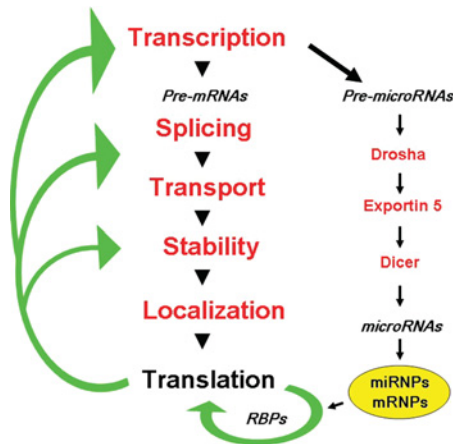 Transcription
Pre-mRNAs
Pre-microRNAs
Splicing
Drosha
Transport
Exportin 5
Stability
Dicer
Localization
microRNAs
Translation
miRNPs
mRNPs
RBPs